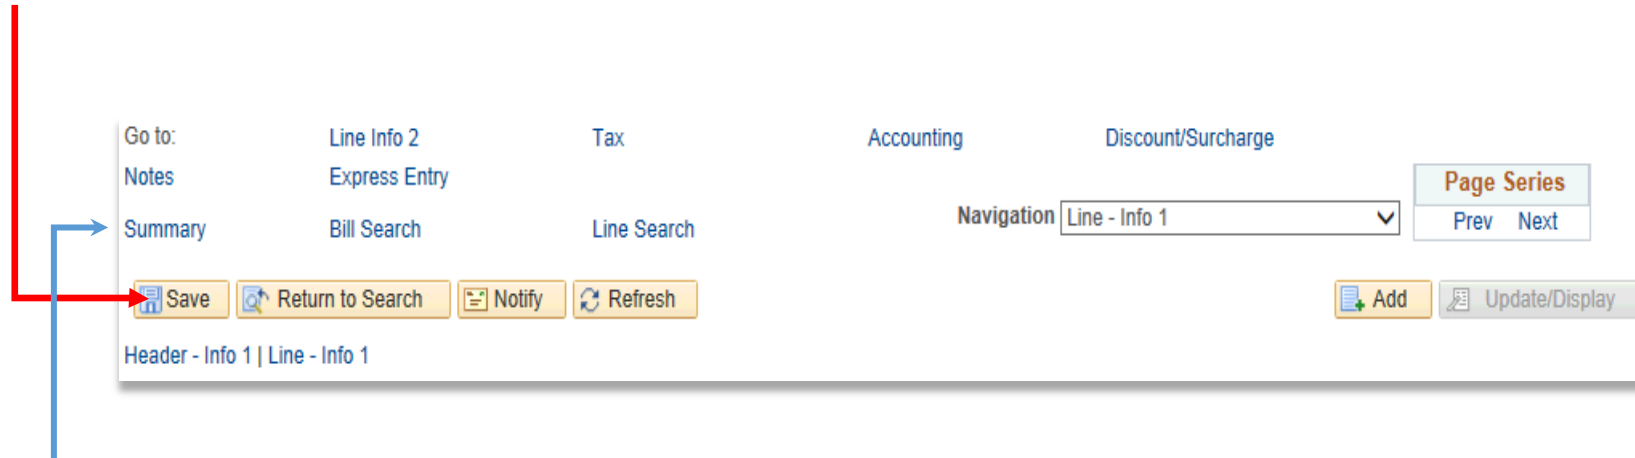 Go to: Line Info 2 Tax Accounting Discount/Surcharge
Notes Express Entry
Page Series
Summary Bill Search Line Search Navigation Line - Info 1 Prev Next
Save Return to Search Notify Refresh Add Update/Display
Header - Info 1 | Line - Info 1